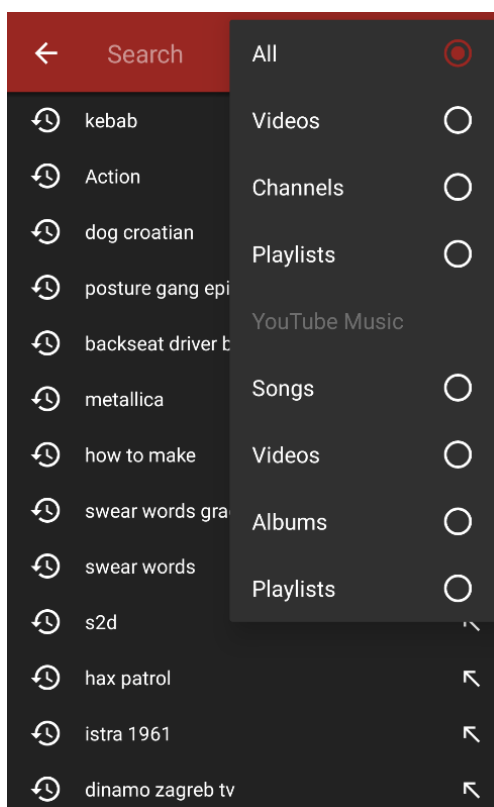 Search
All
kebab
Videos
Action
Channels
dog croatian
Playlists
posture gang epi
YouTube Music
backseat driver b
metallica
Songs
how to make
Videos
swear words gra
Albums
swear words
Playlists
s2d
hax patrol
istra 1961
dinamo zagreb tv